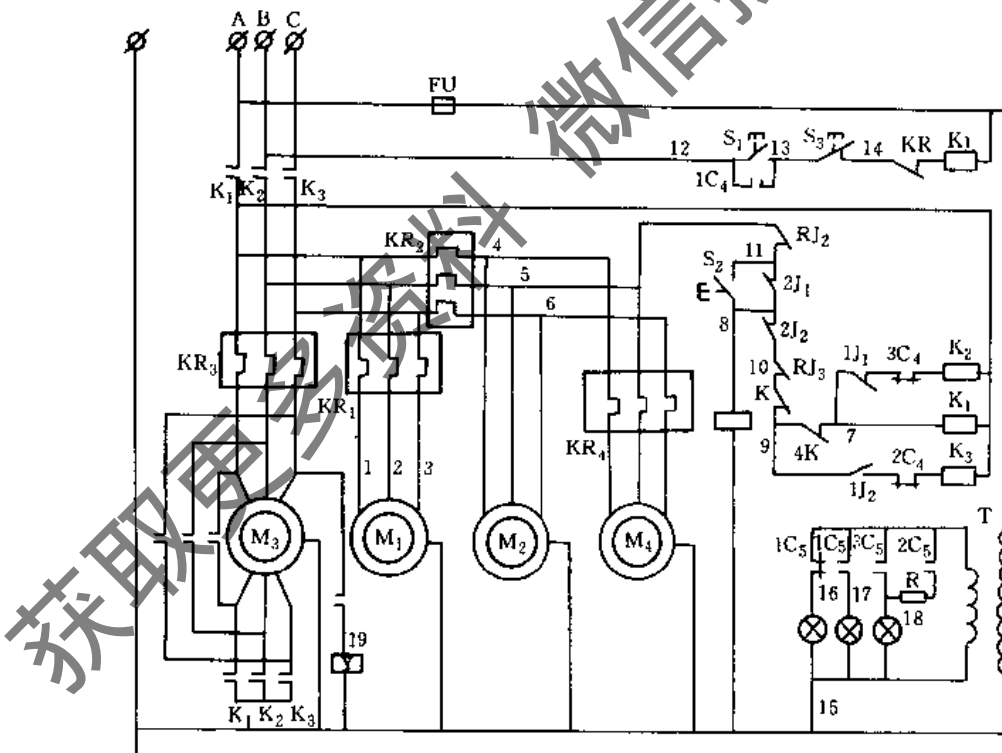 A B C
FU
12 S₁ 13 S₃ 14 KR K₁
1C₄
K₁ K₂ K₃
KR₂ 4
5
6
RJ₂
11
S₂
2J₁
E
8
2J₂
10 RJ₃
K
1J₁ 3C₄ K₂
K₁
9 4K 7
2C₄ K₃
1J₂
KR₃
KR₁
KR₄
1 2 3
M₃ M₁ M₂ M₄
T
1C₅ 1C₅ 3C₅ 2C₅
16 17 R
18
19
Y
15
K₁ K₂ K₃
获取更多资料 微信搜